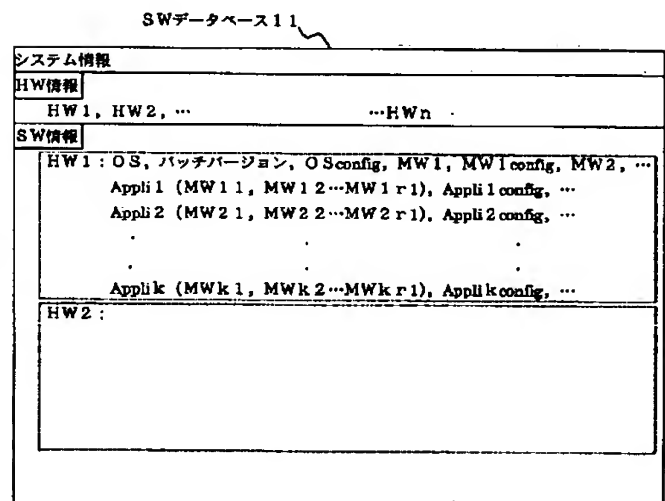 SWデータベース11
システム情報
HW情報
HW1, HW2, … …HWn
SW情報
HW1:OS, パッチバージョン, OSconfig, MW1, MW1config, MW2, …
Appli1 (MW11, MW12…MW1r1), Appli1config, …
Appli2 (MW21, MW22…MW2r1), Appli2config, …
. . .
. . .
Applik (MWk1, MWk2…MWkr1), Applikconfig, …
HW2: